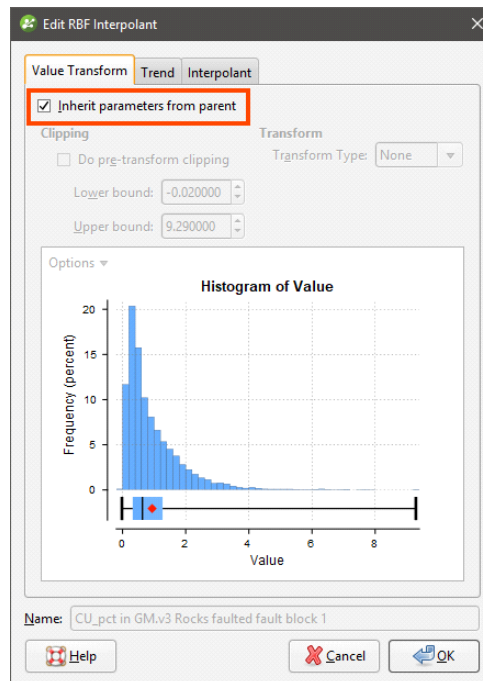 Edit RBF Interpolant
Value Transform Trend Interpolant
Inherit parameters from parent
Clipping Transform
Do pre-transform clipping Transform Type: None
Lower bound: -0.020000
Upper bound: 9.290000
Options
Histogram of Value
20
15
10
5
0
Frequency (percent)
0 2 4 6 8
Value
Name: CU_pct in GM.v3 Rocks faulted fault block 1
Help Cancel OK